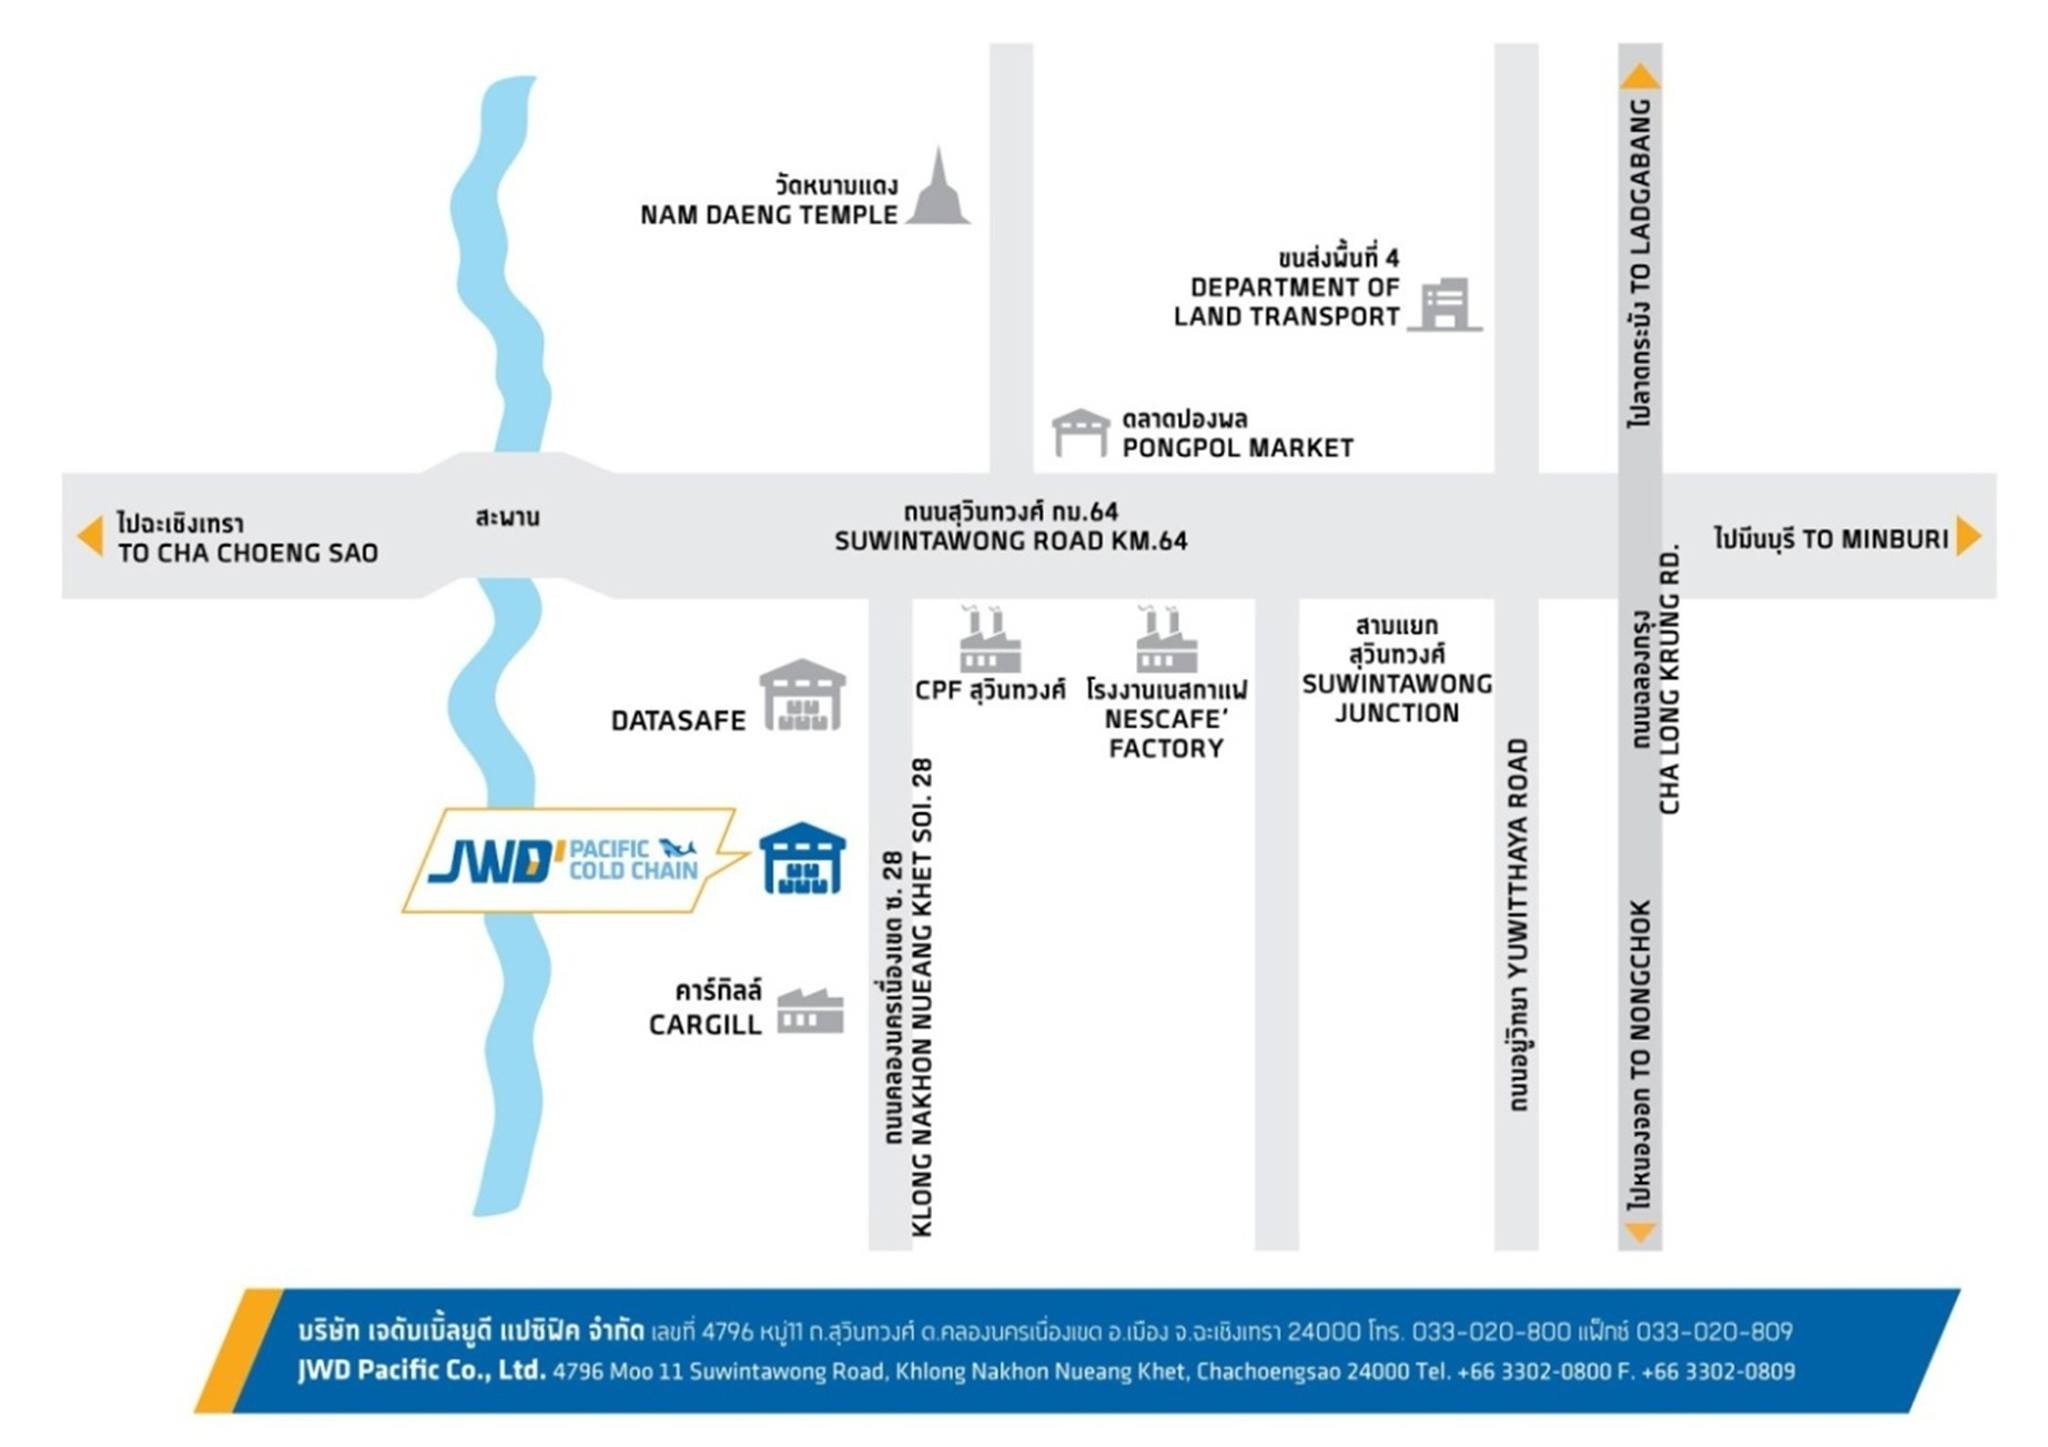 วัดหนามแดง
NAM DAENG TEMPLE
ขนส่งพื้นที่ 4
DEPARTMENT OF
LAND TRANSPORT
ไปลาดกระบัง TO LADGABANG
ตลาดปองพล
PONGPOL MARKET
ไปฉะเชิงเทรา
TO CHA CHOENG SAO
สะพาน
ถนนสุวินทวงศ์ กม.64
SUWINTAWONG ROAD KM.64
ไปมีนบุรี TO MINBURI
DATASAFE
CPF สุวินทวงศ์
โรงงานเนสกาแฟ
NESCAFE’
FACTORY
สามแยก
สุวินทวงศ์
SUWINTAWONG
JUNCTION
ถนนฉลองกรุง
CHA LONG KRUNG RD.
JWD PACIFIC
COLD CHAIN
คาร์กิลล์
CARGILL
ถนนคลองนครเนื่องเขต ซ. 28
KLONG NAKHON NUEANG KHET SOI. 28
ถนนอยู่วิทยา YUWITTHAYA ROAD
ไปหนองจอก TO NONGCHOK
บริษัท เจดับเบิ้ลยูดี แปซิฟิค จำกัด เลขที่ 4796 หมู่11 ถ.สุวินทวงศ์ ต.คลองนครเนื่องเขต อ.เมือง จ.ฉะเชิงเทรา 24000 โทร. 033-020-800 แฟ็กซ์ 033-020-809
JWD Pacific Co., Ltd. 4796 Moo 11 Suwintawong Road, Khlong Nakhon Nueang Khet, Chachoengsao 24000 Tel. +66 3302-0800 F. +66 3302-0809